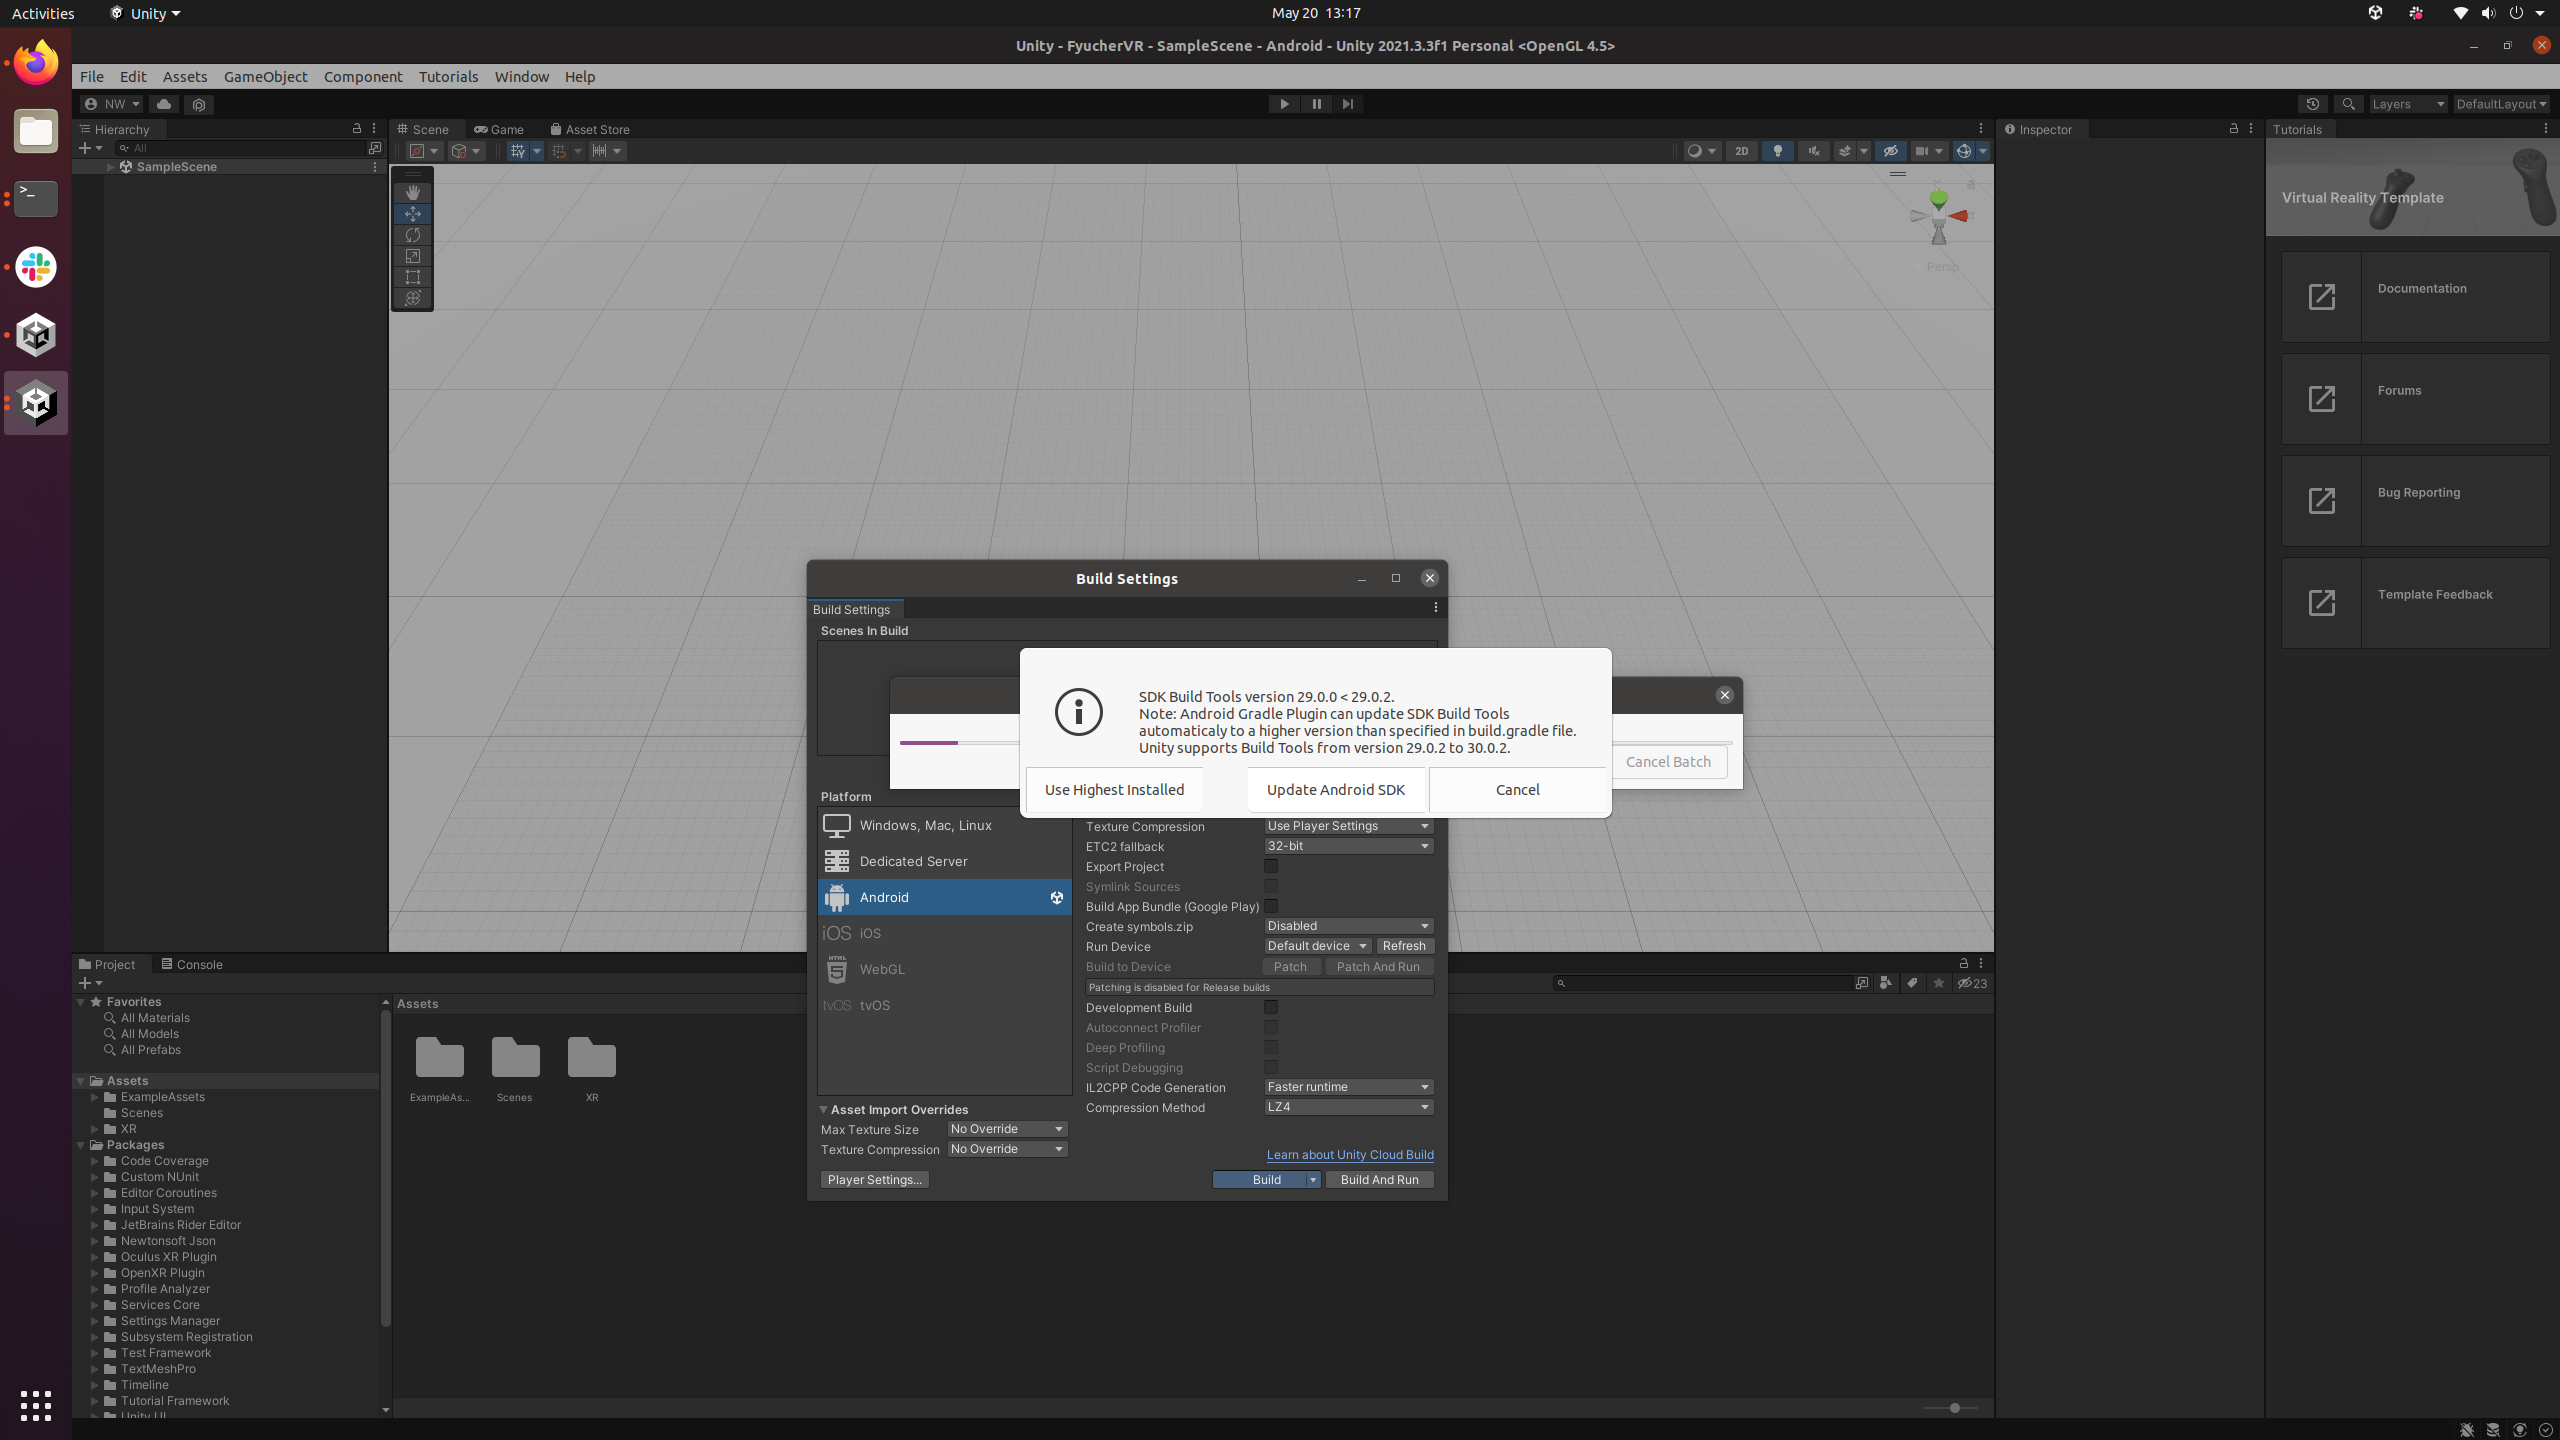 Activities
Unity
May 20 13:17
Unity - FyucherVR - SampleScene - Android - Unity 2021.3.3f1 Personal <OpenGL 4.5>
File Edit Assets GameObject Component Tutorials Window Help
NW
Layers
DefaultLayout
Hierarchy
All
SampleScene
Scene
Game
Asset Store
2D
Persp
Inspector
Tutorials
Virtual Reality Template
Documentation
Forums
Bug Reporting
Template Feedback
Build Settings
Build Settings
Scenes In Build
SDK Build Tools version 29.0.0 < 29.0.2.
Note: Android Gradle Plugin can update SDK Build Tools
automaticaly to a higher version than specified in build.gradle file.
Unity supports Build Tools from version 29.0.2 to 30.0.2.
Use Highest Installed
Update Android SDK
Cancel
Cancel Batch
Platform
Windows, Mac, Linux
Dedicated Server
Android
iOS iOS
HTML 5 WebGL
tvOS tvOS
Texture Compression Use Player Settings
ETC2 fallback 32-bit
Export Project
Symlink Sources
Build App Bundle (Google Play)
Create symbols.zip Disabled
Run Device Default device Refresh
Build to Device Patch Patch And Run
Patching is disabled for Release builds
Development Build
Autoconnect Profiler
Deep Profiling
Script Debugging
IL2CPP Code Generation Faster runtime
Compression Method LZ4
Asset Import Overrides
Max Texture Size No Override
Texture Compression No Override
Learn about Unity Cloud Build
Player Settings...
Build
Build And Run
Project
Console
23
Favorites
All Materials
All Models
All Prefabs
Assets
ExampleAssets
Scenes
XR
Packages
Code Coverage
Custom NUnit
Editor Coroutines
Input System
JetBrains Rider Editor
Newtonsoft Json
Oculus XR Plugin
OpenXR Plugin
Profile Analyzer
Services Core
Settings Manager
Subsystem Registration
Test Framework
TextMeshPro
Timeline
Tutorial Framework
Unity UI
Assets
ExampleAs...
Scenes
XR